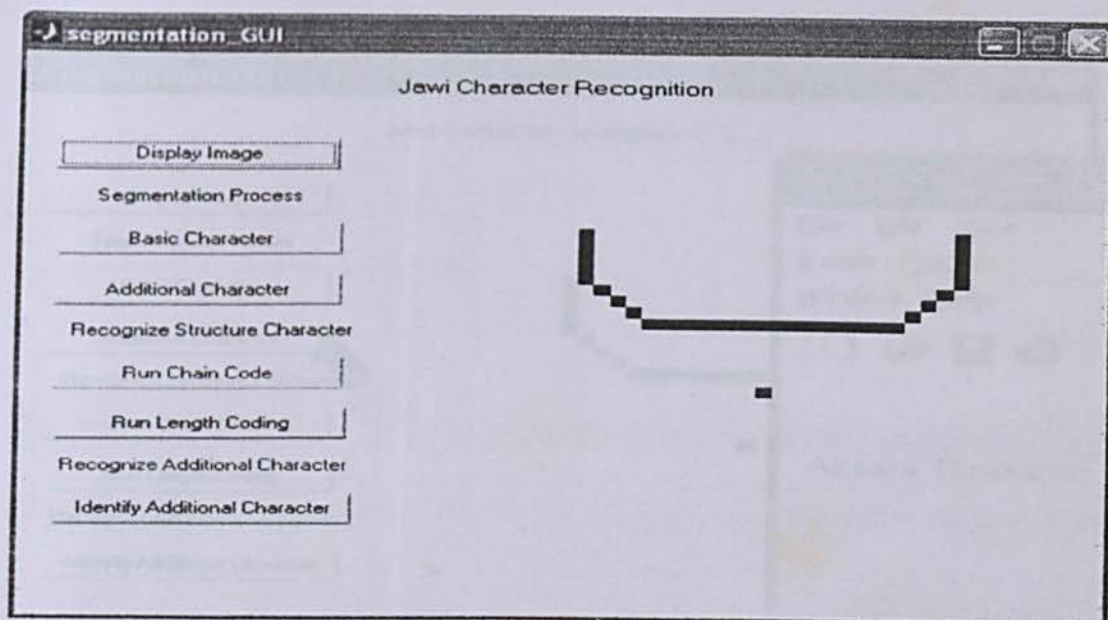 segmentation_GUI
Jawi Character Recognition
Display Image
Segmentation Process
Basic Character
Additional Character
Recognize Structure Character
Run Chain Code
Run Length Coding
Recognize Additional Character
Identify Additional Character